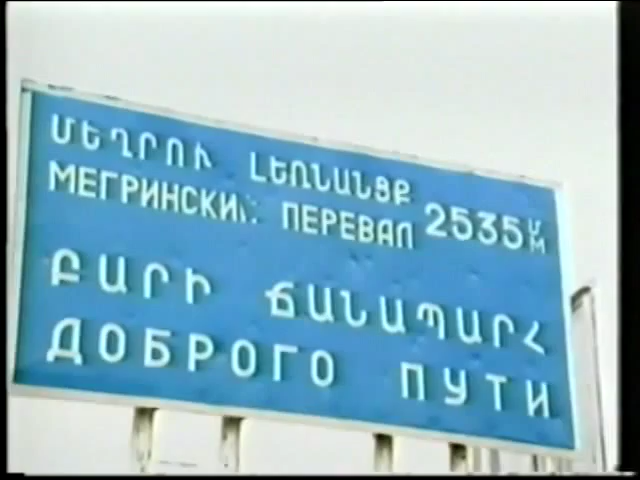 ՄԵՂՐՈՒ ԼԵՌՆԱՆՑՔ
МЕГРИНСКИЙ ПЕРЕВАЛ 2535 М
ԲԱՐԻ ՃԱՆԱՊԱՐՀ
ДОБРОГО ПУТИ